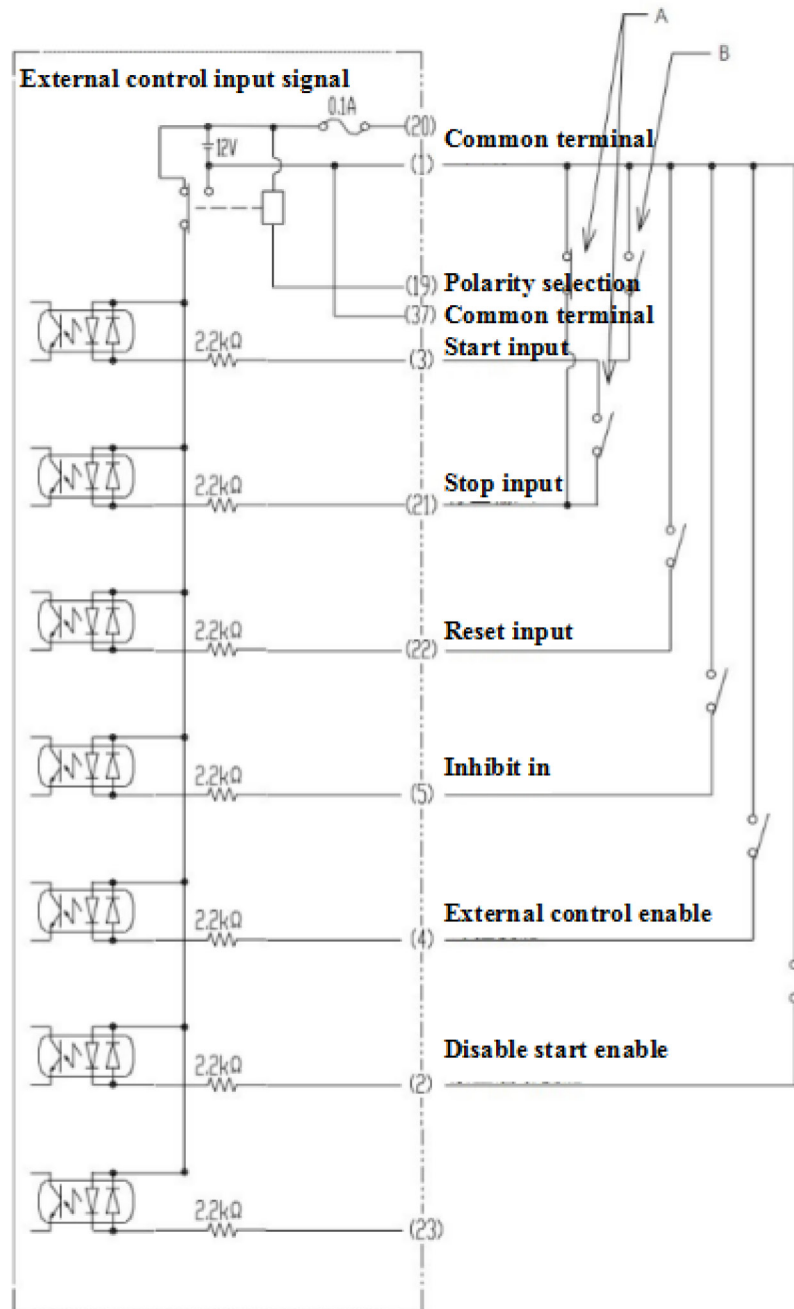 A
B
External control input signal
0.1A
(20)
Common terminal
12V
(1)
(19) Polarity selection
(37) Common terminal
2.2kΩ
(3)
Start input
2.2kΩ
(21)
Stop input
2.2kΩ
(22)
Reset input
2.2kΩ
(5)
Inhibit in
2.2kΩ
(4)
External control enable
2.2kΩ
(2)
Disable start enable
2.2kΩ
(23)